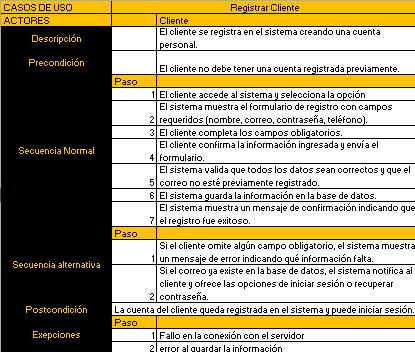 CASOS DE USO Registrar Cliente
ACTORES Cliente
Descripción El cliente se registra en el sistema creando una cuenta
personal.
Precondición El cliente no debe tener una cuenta registrada previamente.
Paso
1 El cliente accede al sistema y selecciona la opción
El sistema muestra el formulario de registro con campos
2 requeridos (nombre, correo, contraseña, teléfono).
3 El cliente completa los campos obligatorios.
Secuencia Normal
El cliente confirma la información ingresada y envía el
4 formulario.
El sistema valida que todos los datos sean correctos y que el
5 correo no esté previamente registrado.
6 El sistema guarda la información en la base de datos.
El sistema muestra un mensaje de confirmación indicando que
7 el registro fue exitoso.
Paso
Si el cliente omite algún campo obligatorio, el sistema muestra
1 un mensaje de error indicando qué información falta.
Secuencia alternativa
Si el correo ya existe en la base de datos, el sistema notifica al
cliente y ofrece las opciones de iniciar sesión o recuperar
2 contraseña.
Postcondición La cuenta del cliente queda registrada en el sistema y puede iniciar sesión.
Paso
Exepciones 1 Fallo en la conexión con el servidor
2 error al guardar la información